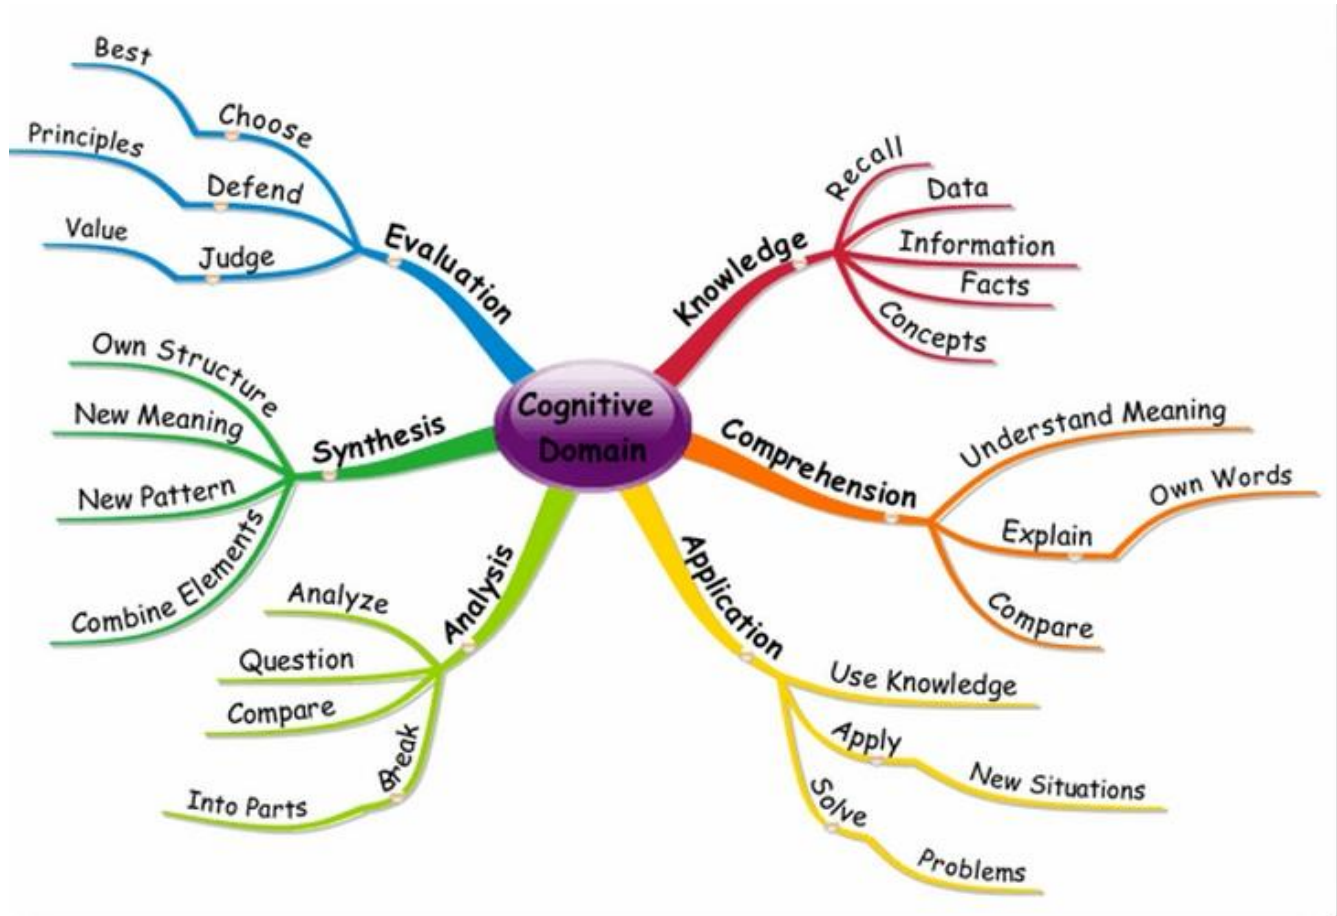 Cognitive
Domain
Knowledge
Recall
Data
Information
Facts
Concepts
Comprehension
Understand Meaning
Explain
Own Words
Compare
Application
Use Knowledge
Apply
New Situations
Solve
Problems
Analysis
Analyze
Question
Compare
Break
Into Parts
Synthesis
Own Structure
New Meaning
New Pattern
Combine Elements
Evaluation
Choose
Best
Defend
Principles
Judge
Value